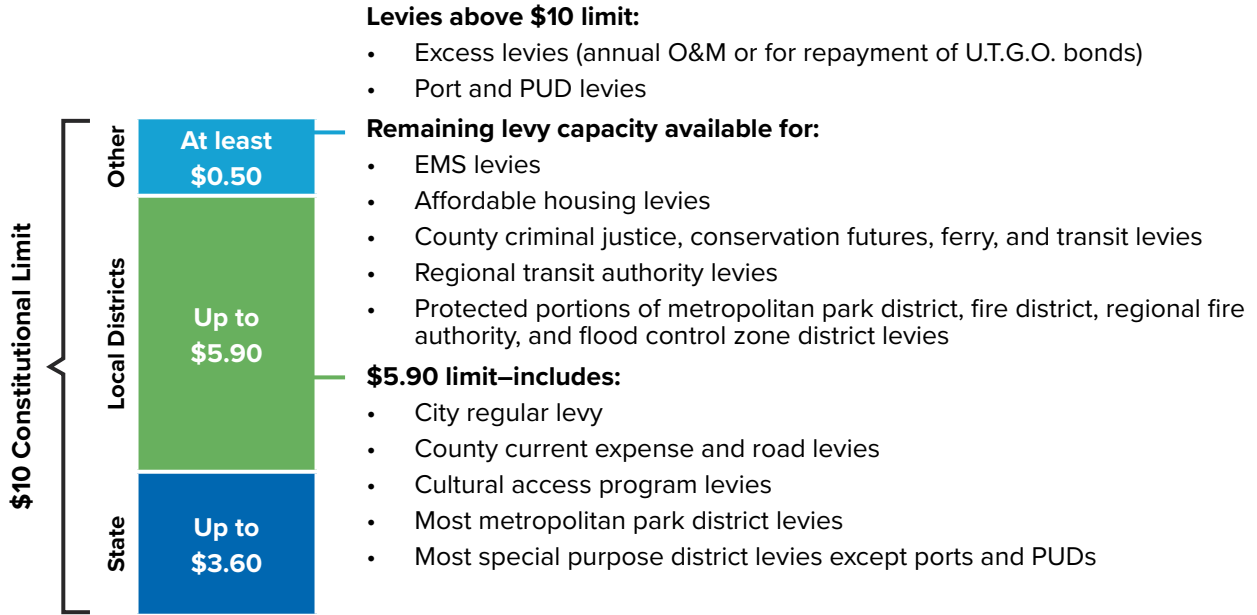 Levies above $10 limit:
• Excess levies (annual O&M or for repayment of U.T.G.O. bonds)
• Port and PUD levies
$10 Constitutional Limit
Other
At least
$0.50
Remaining levy capacity available for:
• EMS levies
• Affordable housing levies
• County criminal justice, conservation futures, ferry, and transit levies
• Regional transit authority levies
• Protected portions of metropolitan park district, fire district, regional fire
authority, and flood control zone district levies
Local Districts
Up to
$5.90
$5.90 limit–includes:
• City regular levy
• County current expense and road levies
• Cultural access program levies
• Most metropolitan park district levies
• Most special purpose district levies except ports and PUDs
State
Up to
$3.60